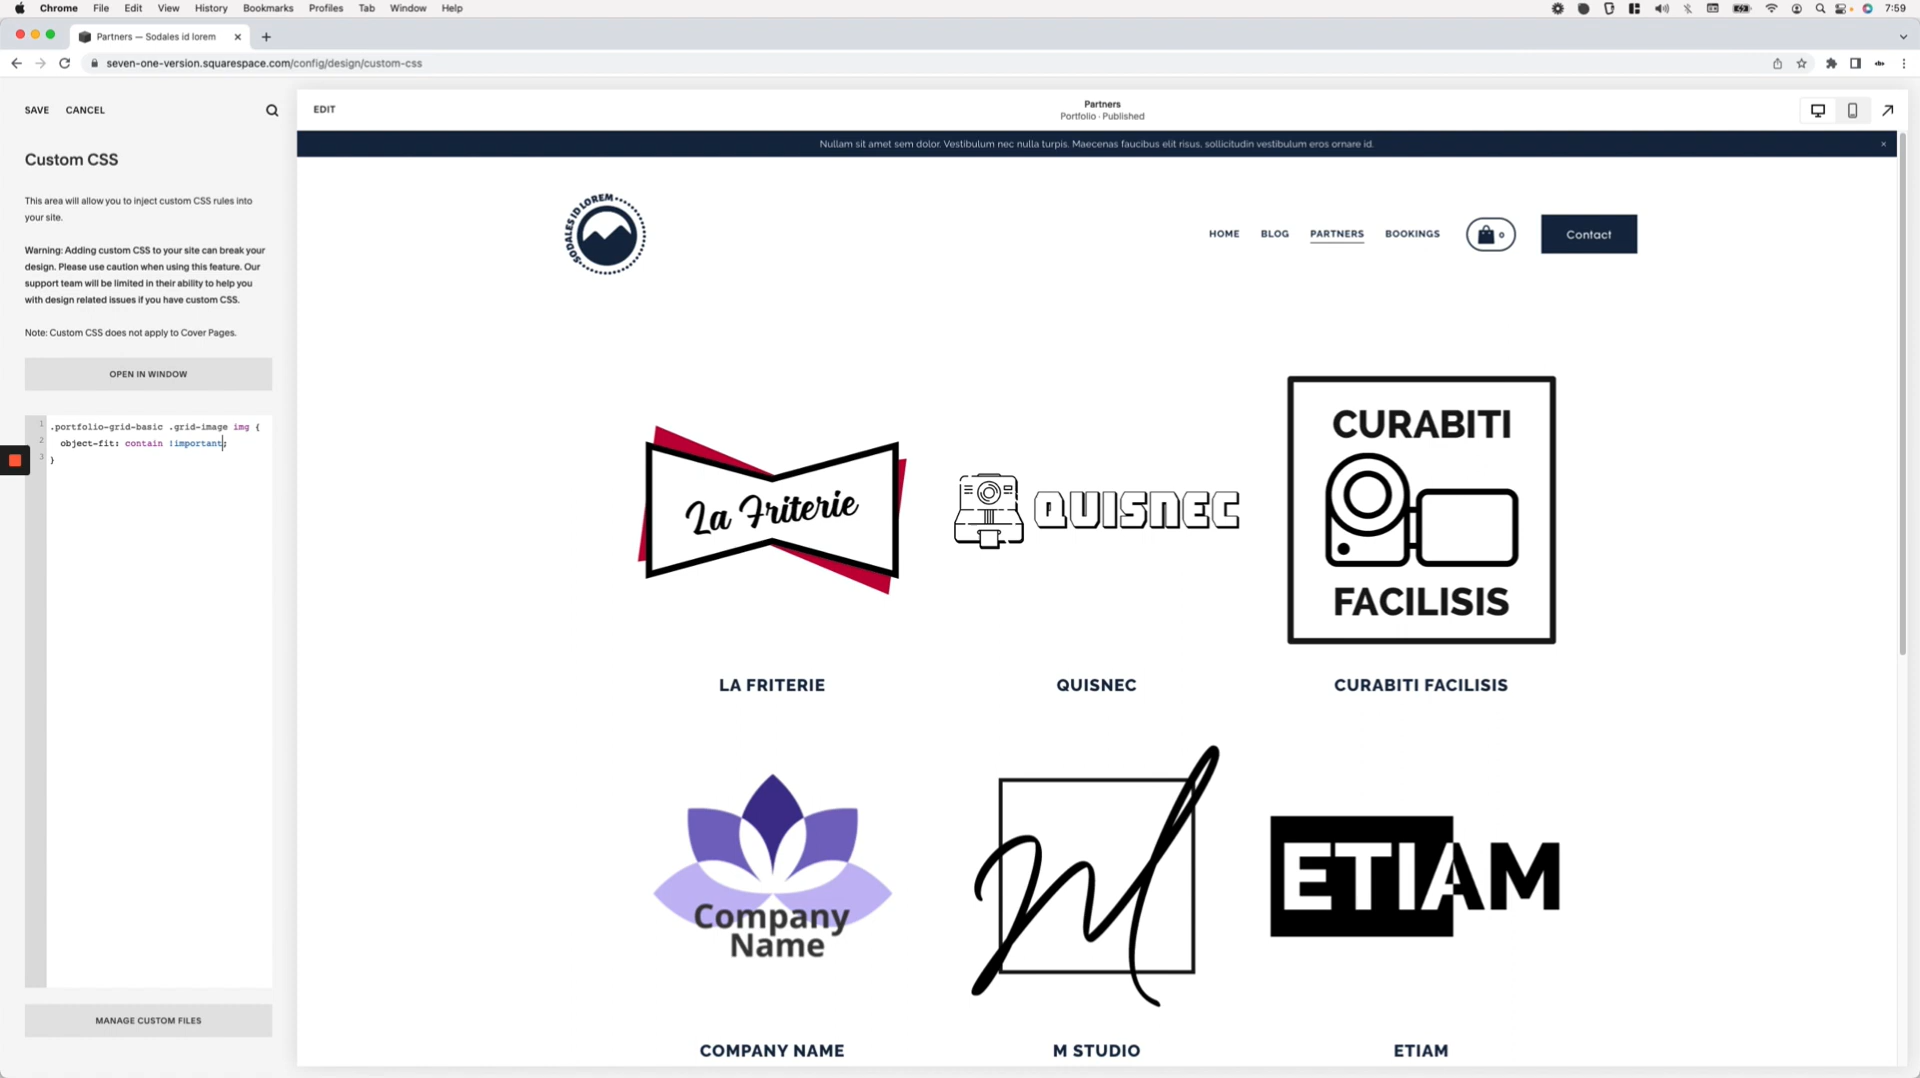 Chrome File Edit View History Bookmarks Profiles Tab Window Help
7:59
Partners — Sodales id lorem
seven-one-version.squarespace.com/config/design/custom-css
SAVE CANCEL
Custom CSS
This area will allow you to inject custom CSS rules into
your site.
Warning: Adding custom CSS to your site can break your
design. Please use caution when using this feature. Our
support team will be limited in their ability to help you
with design related issues if you have custom CSS.
Note: Custom CSS does not apply to Cover Pages.
OPEN IN WINDOW
1 .portfolio-grid-basic .grid-image img {
2 object-fit: contain !important;
3 }
MANAGE CUSTOM FILES
EDIT
Partners
Portfolio · Published
Nullam sit amet sem dolor. Vestibulum nec nulla turpis. Maecenas faucibus elit risus, sollicitudin vestibulum eros ornare id.
SODALES ID LOREM
HOME BLOG PARTNERS BOOKINGS 0 Contact
La Friterie
QUISNEC
CURABITI
FACILISIS
LA FRITERIE QUISNEC CURABITI FACILISIS
Company
Name
M
ETIAM
COMPANY NAME M STUDIO ETIAM